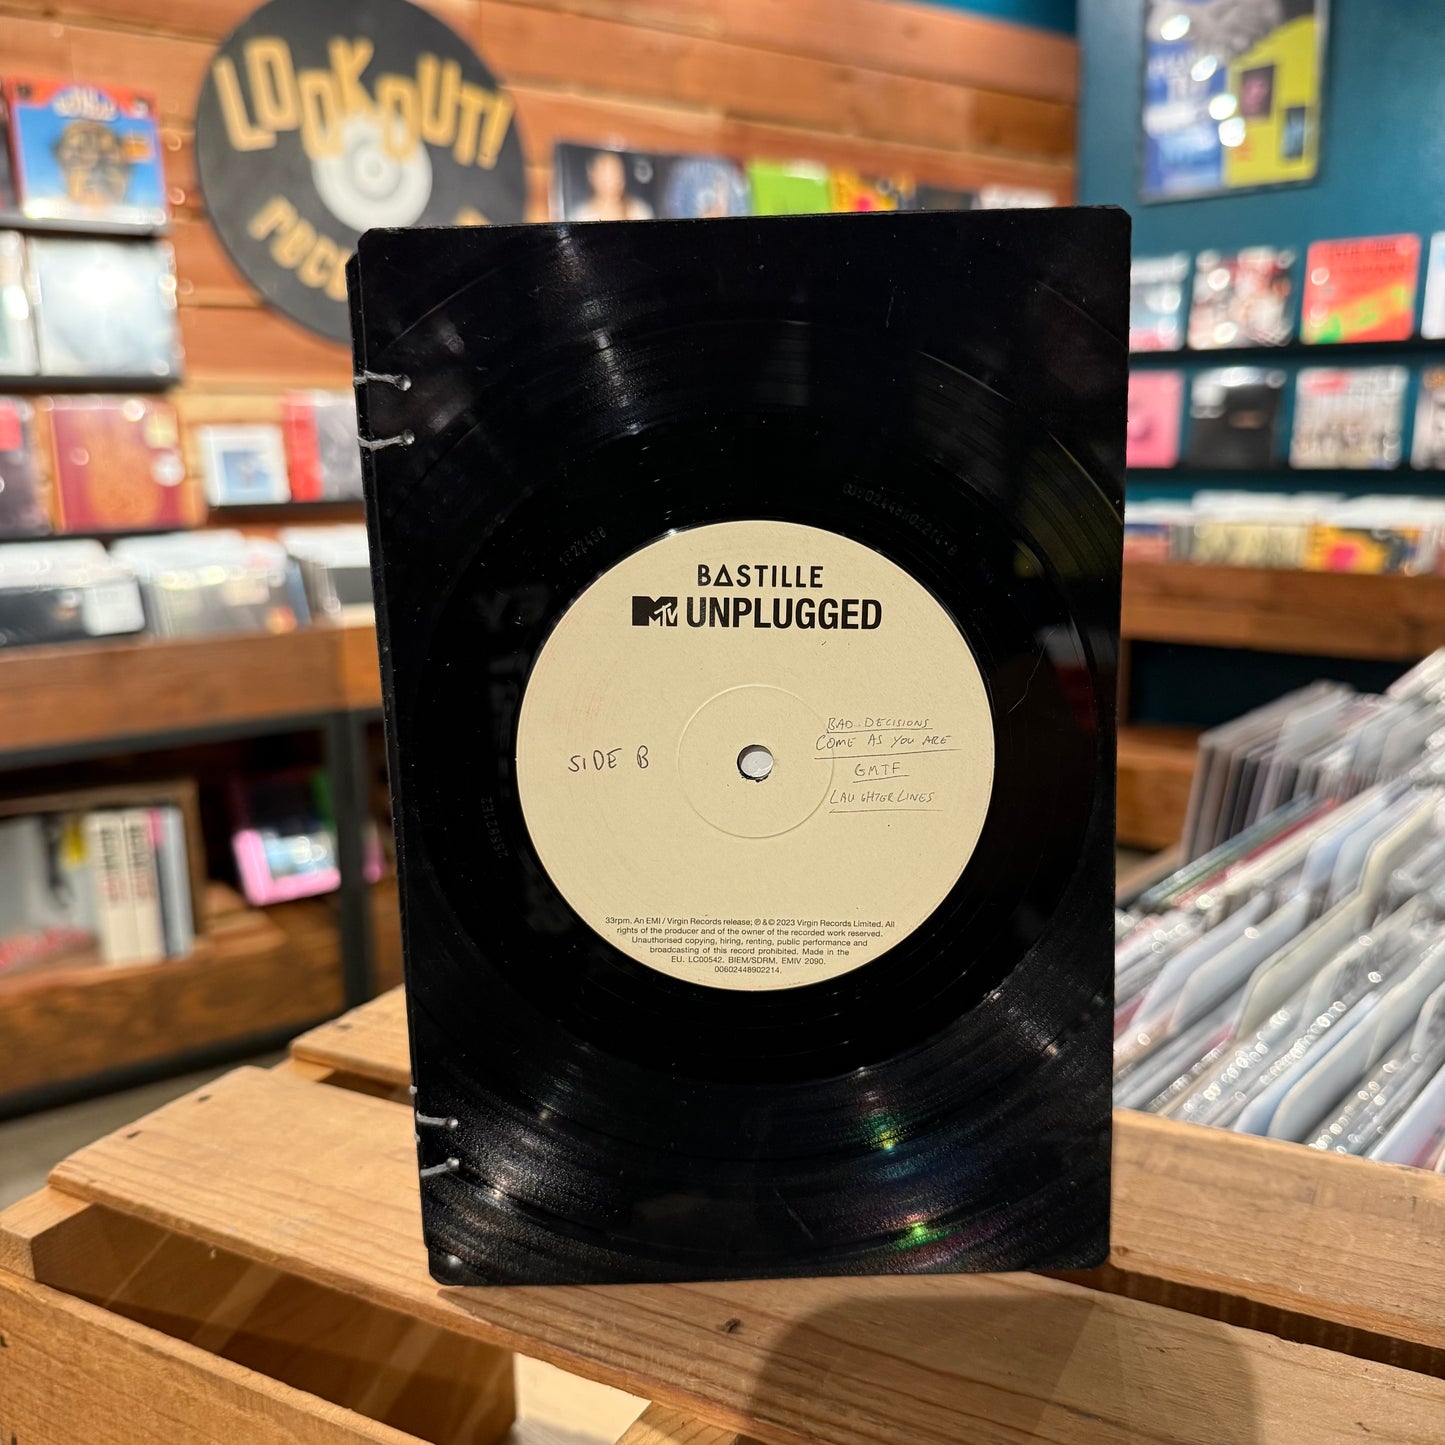 LOOKOUT!
BASTILLE
MTV UNPLUGGED
SIDE B
BAD DECISIONS
COME AS YOU ARE
GMTF
LAUGHTER LINES
33rpm. An EMI / Virgin Records release; ℗ & © 2023 Virgin Records Limited. All
rights of the producer and of the owner of the recorded work reserved.
Unauthorised copying, hiring, renting, public performance and
broadcasting of this record prohibited. Made in the
EU. LC00542. BIEM/SDRM. EMIV 2090.
00602448902214.